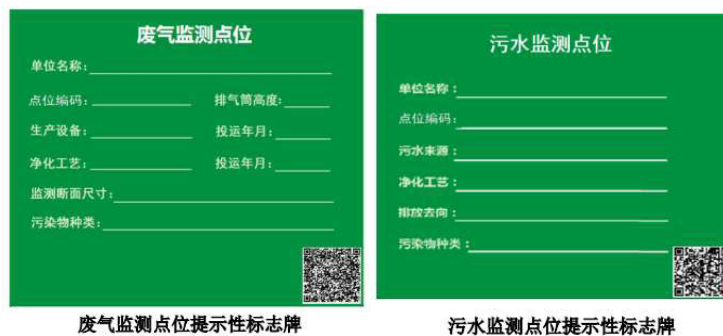 废气监测点位
单位名称:
点位编码: 排气筒高度:
生产设备: 投运年月:
净化工艺: 投运年月:
监测断面尺寸:
污染物种类:
废气监测点位提示性标志牌
污水监测点位
单位名称:
点位编码:
污水来源:
净化工艺:
排放去向:
污染物种类:
污水监测点位提示性标志牌